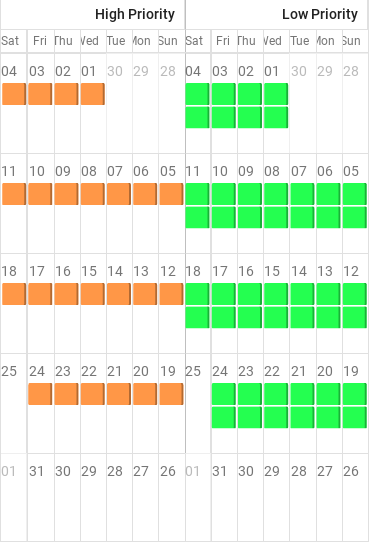 High Priority Low Priority
Sat Fri Thu Wed Tue Mon Sun Sat Fri Thu Wed Tue Mon Sun
04 03 02 01 30 29 28 04 03 02 01 30 29 28
11 10 09 08 07 06 05 11 10 09 08 07 06 05
18 17 16 15 14 13 12 18 17 16 15 14 13 12
25 24 23 22 21 20 19 25 24 23 22 21 20 19
01 31 30 29 28 27 26 01 31 30 29 28 27 26